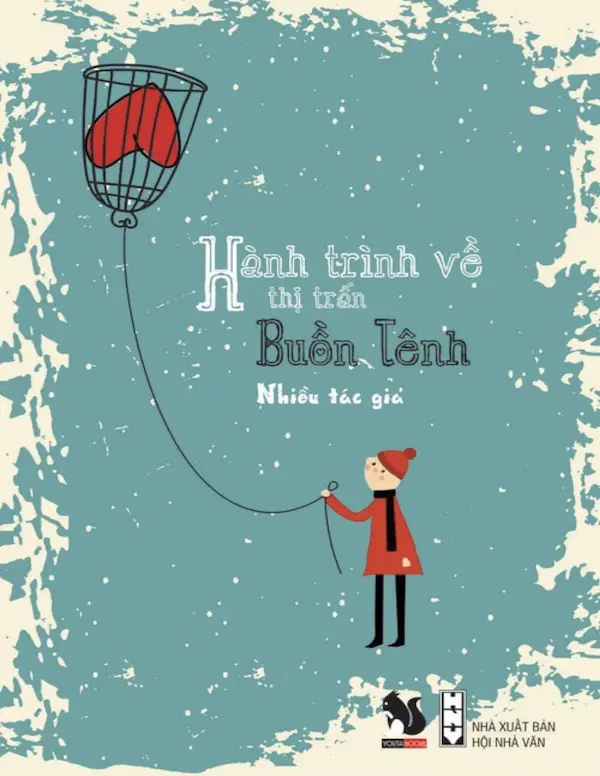 Hành trình về
thị trấn
Buồn Tênh
Nhiều tác giả
YOUTHBOOKS
NHÀ XUẤT BẢN
HỘI NHÀ VĂN